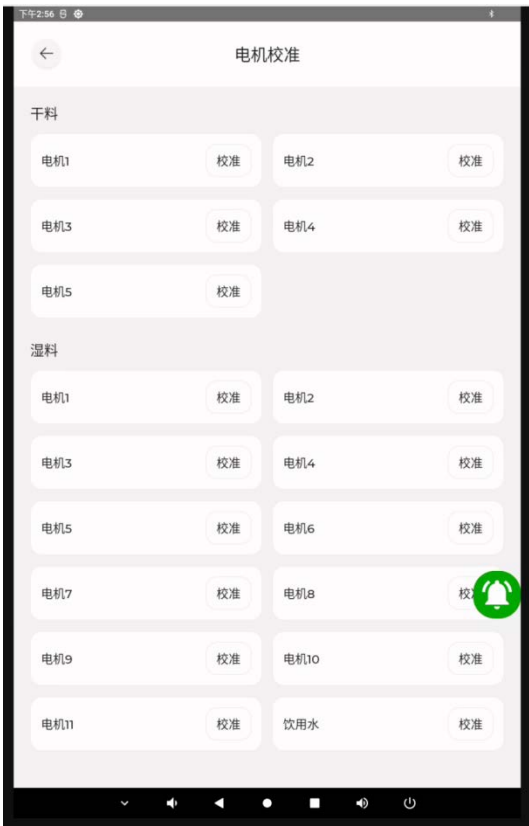 下午2:56
电机校准
干料
电机1 校准 电机2 校准
电机3 校准 电机4 校准
电机5 校准
湿料
电机1 校准 电机2 校准
电机3 校准 电机4 校准
电机5 校准 电机6 校准
电机7 校准 电机8 校
电机9 校准 电机10 校准
电机11 校准 饮用水 校准